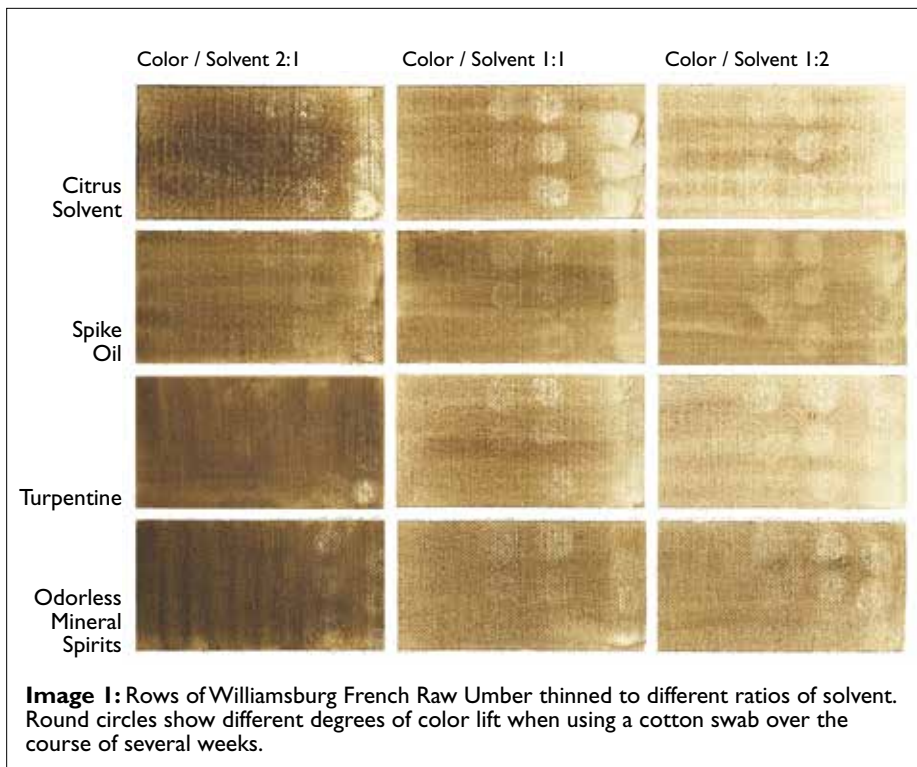 Color / Solvent 2:1
Color / Solvent 1:1
Color / Solvent 1:2
Citrus
Solvent
Spike
Oil
Turpentine
Odorless
Mineral
Spirits
Image 1: Rows of Williamsburg French Raw Umber thinned to different ratios of solvent.
Round circles show different degrees of color lift when using a cotton swab over the
course of several weeks.